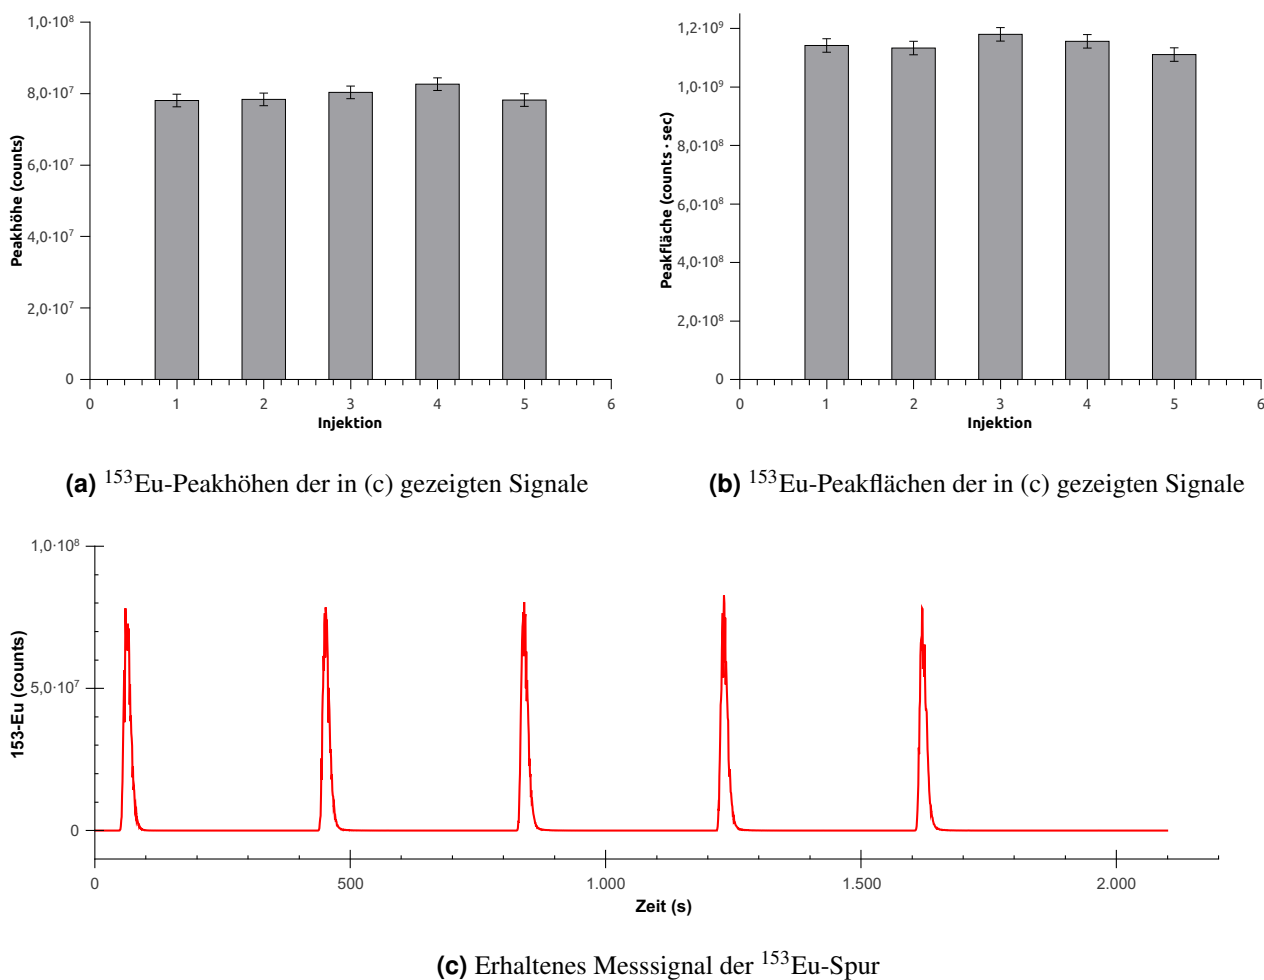 1,0·10⁸
8,0·10⁷
6,0·10⁷
4,0·10⁷
2,0·10⁷
0
Peakhöhe (counts)
0 1 2 3 4 5 6
Injektion
(a) ¹⁵³Eu-Peakhöhen der in (c) gezeigten Signale
1,2·10⁹
1,0·10⁹
8,0·10⁸
6,0·10⁸
4,0·10⁸
2,0·10⁸
0
Peakfläche (counts · sec)
0 1 2 3 4 5 6
Injektion
(b) ¹⁵³Eu-Peakflächen der in (c) gezeigten Signale
1,0·10⁸
5,0·10⁷
0
153-Eu (counts)
0 500 1.000 1.500 2.000
Zeit (s)
(c) Erhaltenes Messsignal der ¹⁵³Eu-Spur